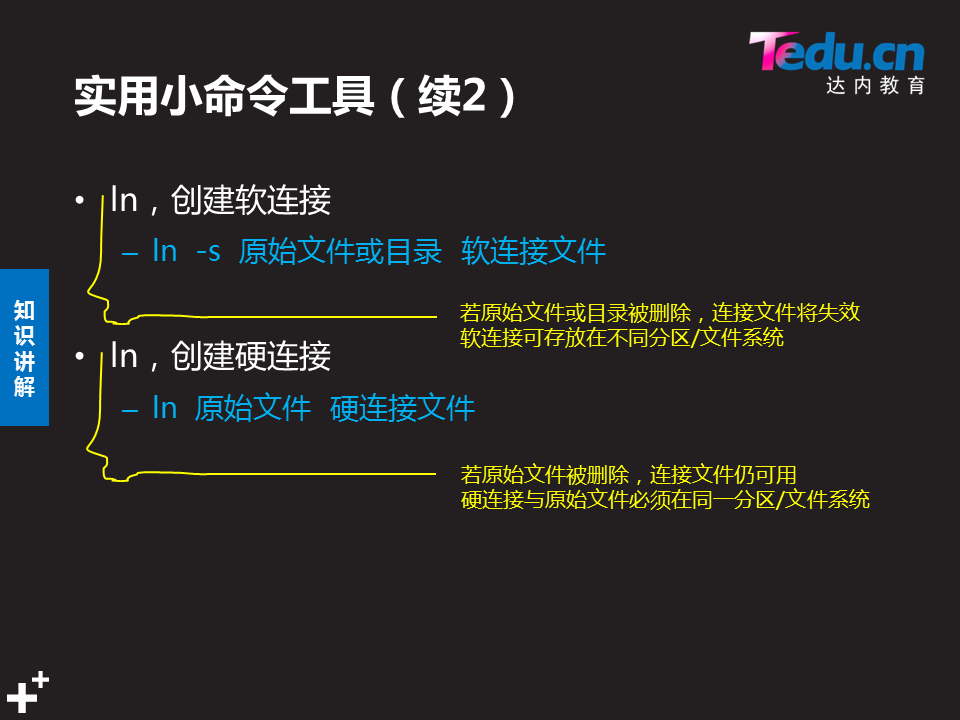 Tedu.cn
达内教育
实用小命令工具（续2）
• ln，创建软连接
– ln -s 原始文件或目录 软连接文件
若原始文件或目录被删除，连接文件将失效
软连接可存放在不同分区/文件系统
知识讲解
• ln，创建硬连接
– ln 原始文件 硬连接文件
若原始文件被删除，连接文件仍可用
硬连接与原始文件必须在同一分区/文件系统